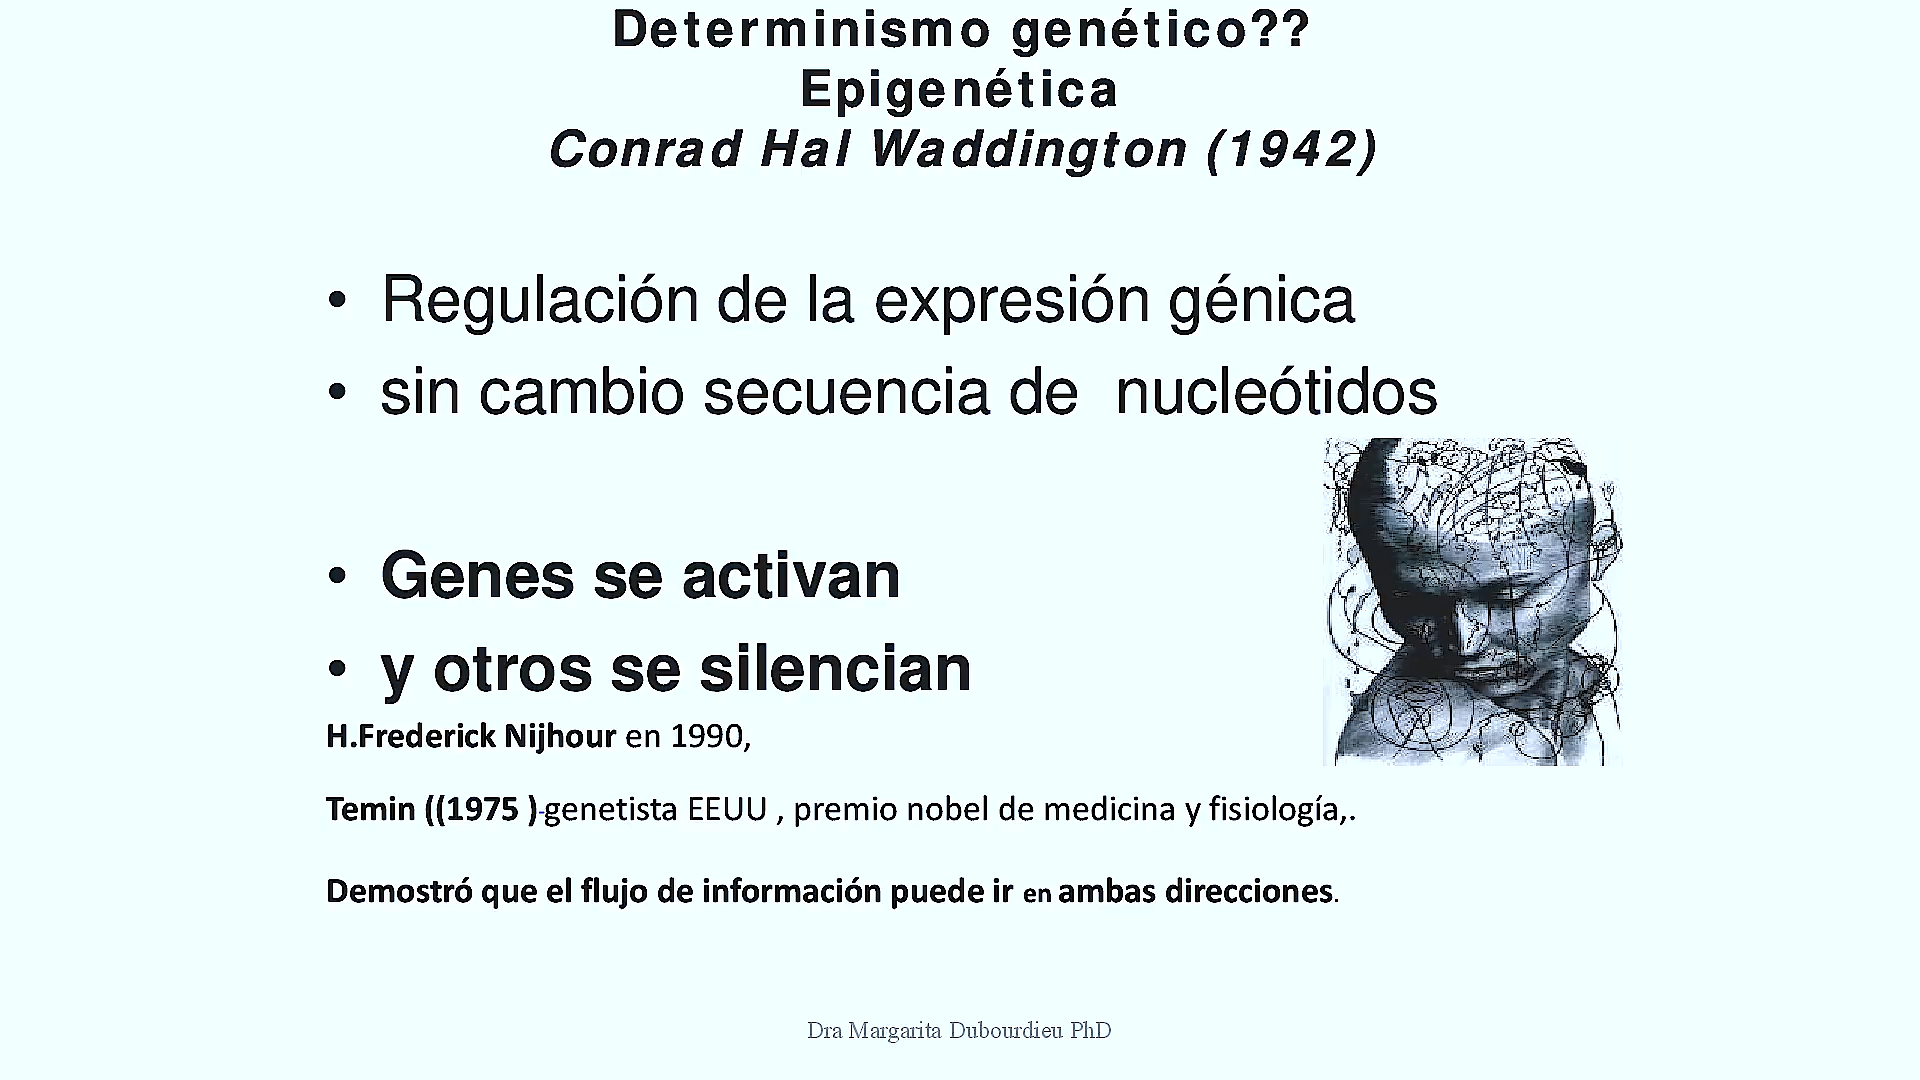 Determinismo genético??
Epigenética
Conrad Hal Waddington (1942)
• Regulación de la expresión génica
• sin cambio secuencia de  nucleótidos
• Genes se activan
• y otros se silencian
H.Frederick Nijhour en 1990,
Temin ((1975 )-genetista EEUU , premio nobel de medicina y fisiología,.
Demostró que el flujo de información puede ir en ambas direcciones.
Dra Margarita Dubourdieu PhD